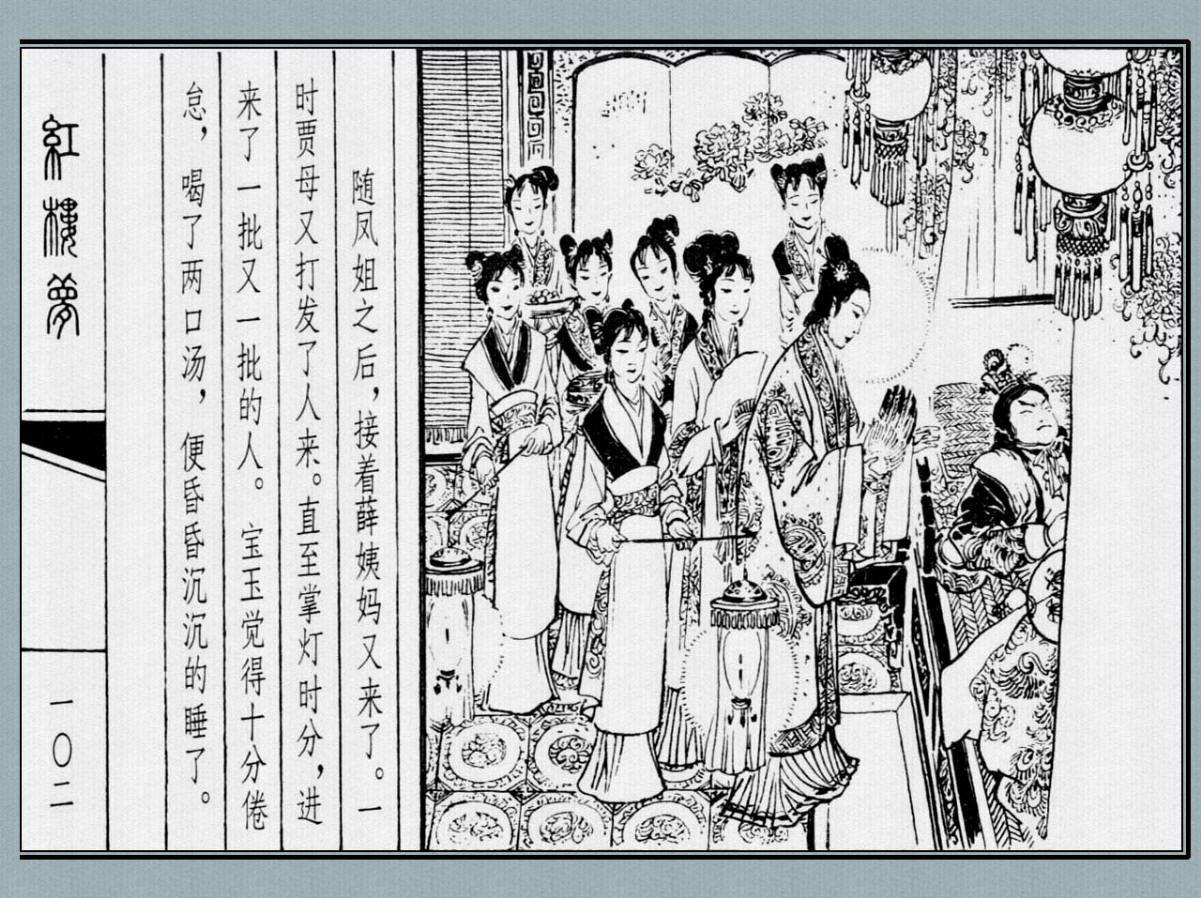 随凤姐之后，接着薛姨妈又来了。一
时贾母又打发了人来。直至掌灯时分，进
来了一批又一批的人。宝玉觉得十分倦
怠，喝了两口汤，便昏昏沉沉的睡了。
紅樓夢
一〇二